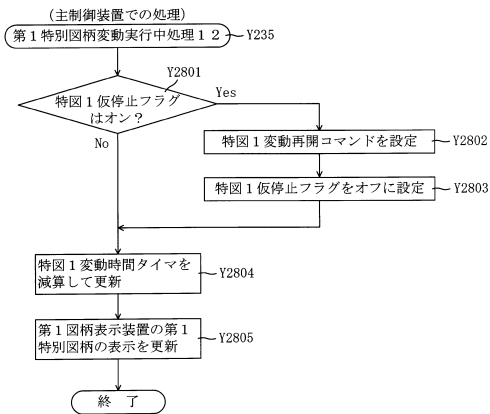 （主制御装置での処理）
第１特別図柄変動実行中処理１２
Y235
Y2801
特図１仮停止フラグ
はオン？
Yes
No
特図１変動再開コマンドを設定
Y2802
特図１仮停止フラグをオフに設定
Y2803
特図１変動時間タイマを
減算して更新
Y2804
第１図柄表示装置の第１
特別図柄の表示を更新
Y2805
終 了